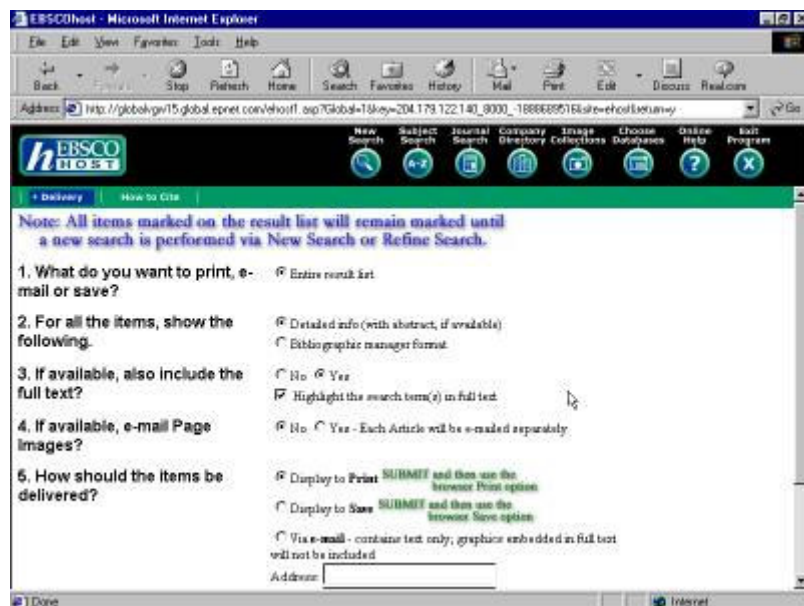 EBSCOhost - Microsoft Internet Explorer
File Edit View Favorites Tools Help
Back Stop Refresh Home Search Favorites History Mail Print Edit Discuss Real.com
Address Go
EBSCO HOST
New Search Subject Search Journal Search Company Directory Image Collections Choose Databases Online Help Exit Program
A-Z ? X
Delivery How to Cite
Note: All items marked on the result list will remain marked until
a new search is performed via New Search or Refine Search.
1. What do you want to print, e-
mail or save?
Entire result list
2. For all the items, show the
following.
Detailed info (with abstract, if available)
Bibliographic manager format
3. If available, also include the
full text?
No Yes
Highlight the search term(s) in full text
4. If available, e-mail Page
Images?
No Yes - Each Article will be e-mailed separately
5. How should the items be
delivered?
Display to Print SUBMIT and then use the
browser Print option
Display to Save SUBMIT and then use the
browser Save option
Via e-mail - contains text only; graphics embedded in full text
will not be included
Address:
Done Internet